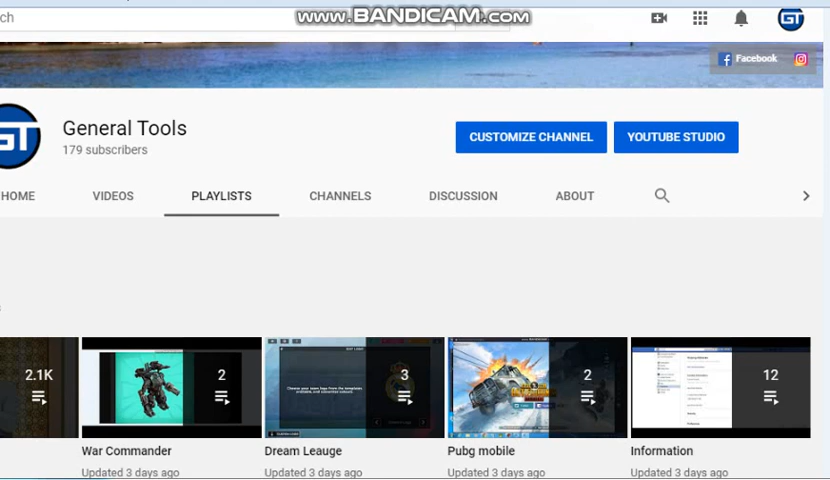 ch
www.BANDICAM.com
GT
Facebook
GT
General Tools
179 subscribers
CUSTOMIZE CHANNEL
YOUTUBE STUDIO
HOME
VIDEOS
PLAYLISTS
CHANNELS
DISCUSSION
ABOUT
s
2.1K
2
3
2
12
War Commander
Dream Leauge
Pubg mobile
Information
Updated 3 days ago
Updated 3 days ago
Updated 3 days ago
Updated 3 days ago